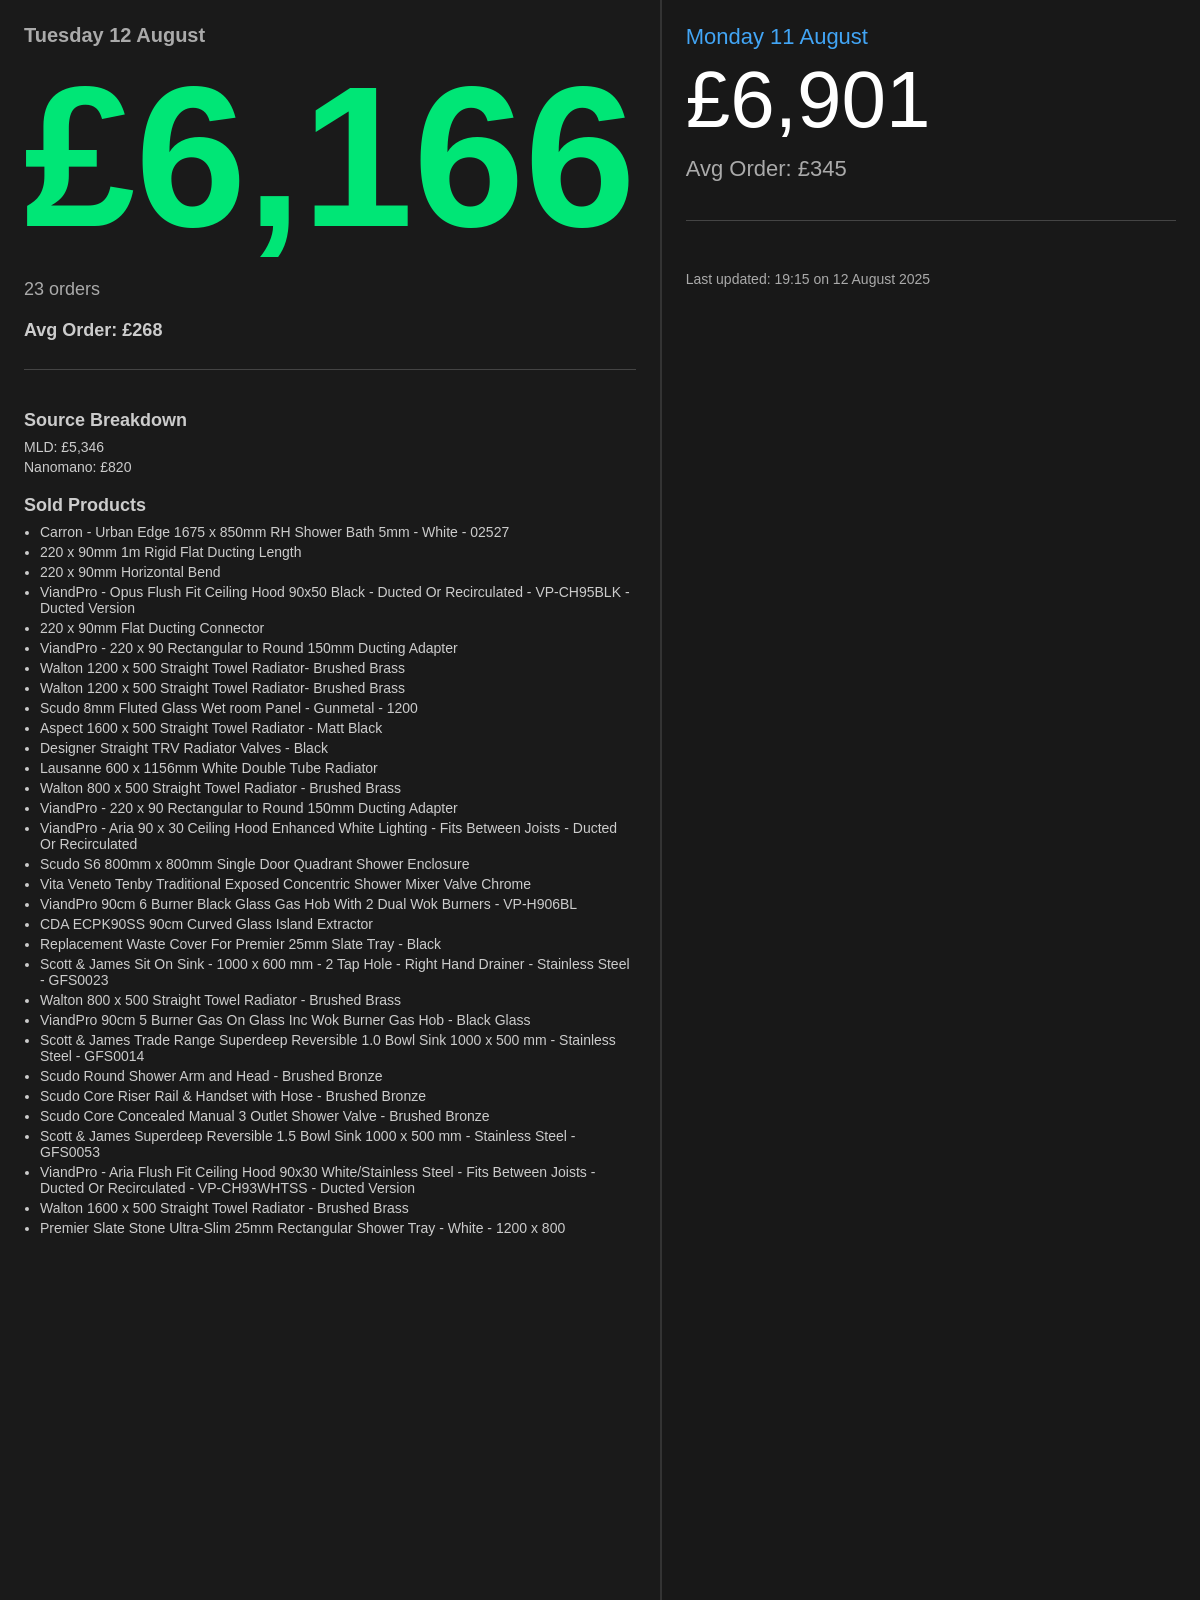 Tuesday 12 August
£6,166
23 orders
Avg Order: £268
Source Breakdown
MLD: £5,346
Nanomano: £820
Sold Products
Carron - Urban Edge 1675 x 850mm RH Shower Bath 5mm - White - 02527
220 x 90mm 1m Rigid Flat Ducting Length
220 x 90mm Horizontal Bend
ViandPro - Opus Flush Fit Ceiling Hood 90x50 Black - Ducted Or Recirculated - VP-CH95BLK -
Ducted Version
220 x 90mm Flat Ducting Connector
ViandPro - 220 x 90 Rectangular to Round 150mm Ducting Adapter
Walton 1200 x 500 Straight Towel Radiator- Brushed Brass
Walton 1200 x 500 Straight Towel Radiator- Brushed Brass
Scudo 8mm Fluted Glass Wet room Panel - Gunmetal - 1200
Aspect 1600 x 500 Straight Towel Radiator - Matt Black
Designer Straight TRV Radiator Valves - Black
Lausanne 600 x 1156mm White Double Tube Radiator
Walton 800 x 500 Straight Towel Radiator - Brushed Brass
ViandPro - 220 x 90 Rectangular to Round 150mm Ducting Adapter
ViandPro - Aria 90 x 30 Ceiling Hood Enhanced White Lighting - Fits Between Joists - Ducted
Or Recirculated
Scudo S6 800mm x 800mm Single Door Quadrant Shower Enclosure
Vita Veneto Tenby Traditional Exposed Concentric Shower Mixer Valve Chrome
ViandPro 90cm 6 Burner Black Glass Gas Hob With 2 Dual Wok Burners - VP-H906BL
CDA ECPK90SS 90cm Curved Glass Island Extractor
Replacement Waste Cover For Premier 25mm Slate Tray - Black
Scott & James Sit On Sink - 1000 x 600 mm - 2 Tap Hole - Right Hand Drainer - Stainless Steel
- GFS0023
Walton 800 x 500 Straight Towel Radiator - Brushed Brass
ViandPro 90cm 5 Burner Gas On Glass Inc Wok Burner Gas Hob - Black Glass
Scott & James Trade Range Superdeep Reversible 1.0 Bowl Sink 1000 x 500 mm - Stainless
Steel - GFS0014
Scudo Round Shower Arm and Head - Brushed Bronze
Scudo Core Riser Rail & Handset with Hose - Brushed Bronze
Scudo Core Concealed Manual 3 Outlet Shower Valve - Brushed Bronze
Scott & James Superdeep Reversible 1.5 Bowl Sink 1000 x 500 mm - Stainless Steel -
GFS0053
ViandPro - Aria Flush Fit Ceiling Hood 90x30 White/Stainless Steel - Fits Between Joists -
Ducted Or Recirculated - VP-CH93WHTSS - Ducted Version
Walton 1600 x 500 Straight Towel Radiator - Brushed Brass
Premier Slate Stone Ultra-Slim 25mm Rectangular Shower Tray - White - 1200 x 800
Monday 11 August
£6,901
Avg Order: £345
Last updated: 19:15 on 12 August 2025